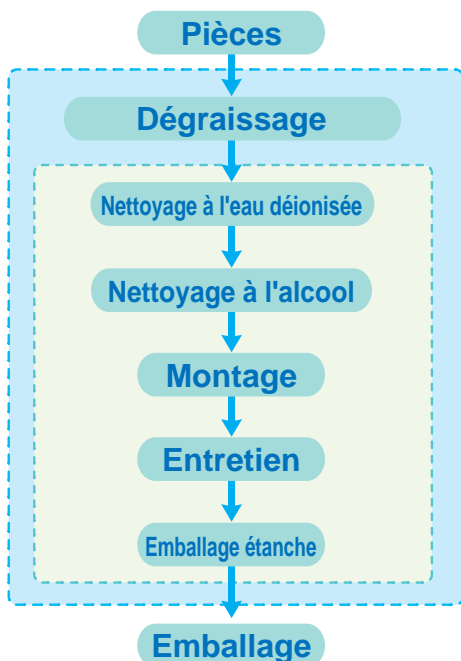 Pièces
Dégraissage
Nettoyage à l'eau déionisée
Nettoyage à l'alcool
Montage
Entretien
Emballage étanche
Emballage